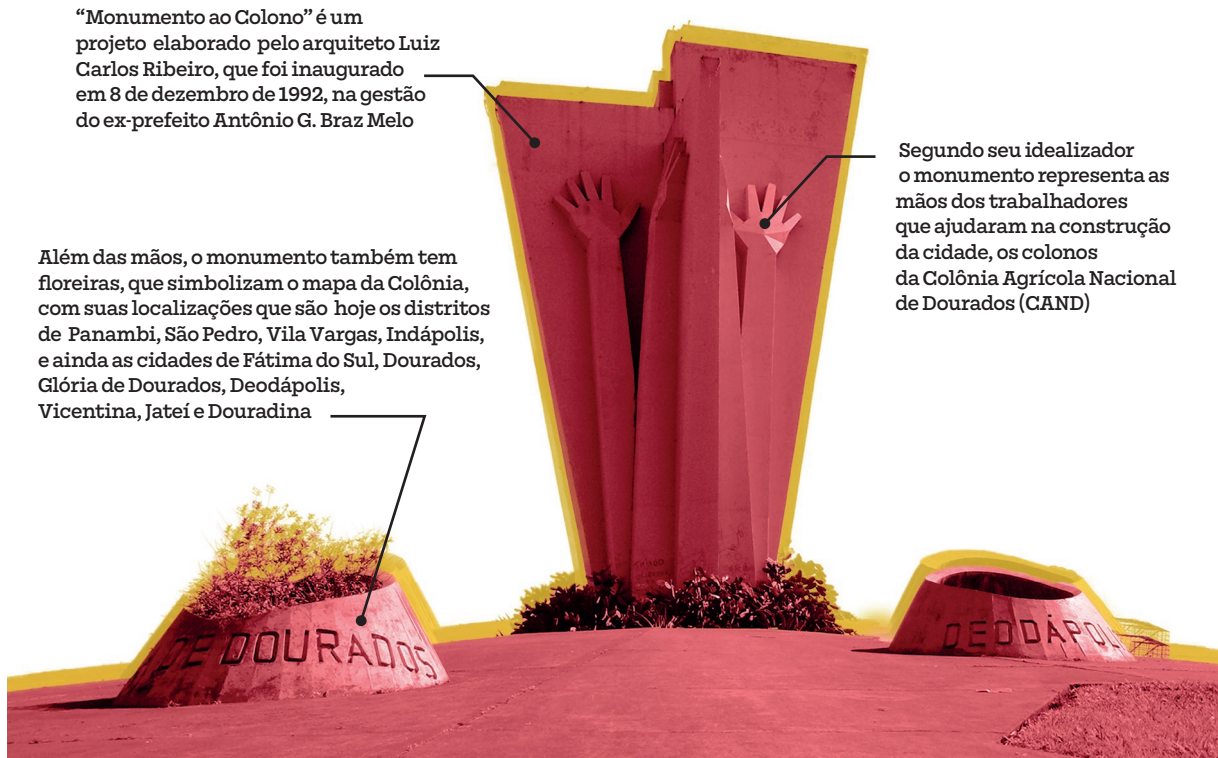 “Monumento ao Colono” é um
projeto elaborado pelo arquiteto Luiz
Carlos Ribeiro, que foi inaugurado
em 8 de dezembro de 1992, na gestão
do ex-prefeito Antônio G. Braz Melo
Segundo seu idealizador
o monumento representa as
mãos dos trabalhadores
que ajudaram na construção
da cidade, os colonos
da Colônia Agrícola Nacional
de Dourados (CAND)
Além das mãos, o monumento também tem
floreiras, que simbolizam o mapa da Colônia,
com suas localizações que são hoje os distritos
de Panambi, São Pedro, Vila Vargas, Indápolis,
e ainda as cidades de Fátima do Sul, Dourados,
Glória de Dourados, Deodápolis,
Vicentina, Jateí e Douradina
DE DOURADOS
DEODÁPOL